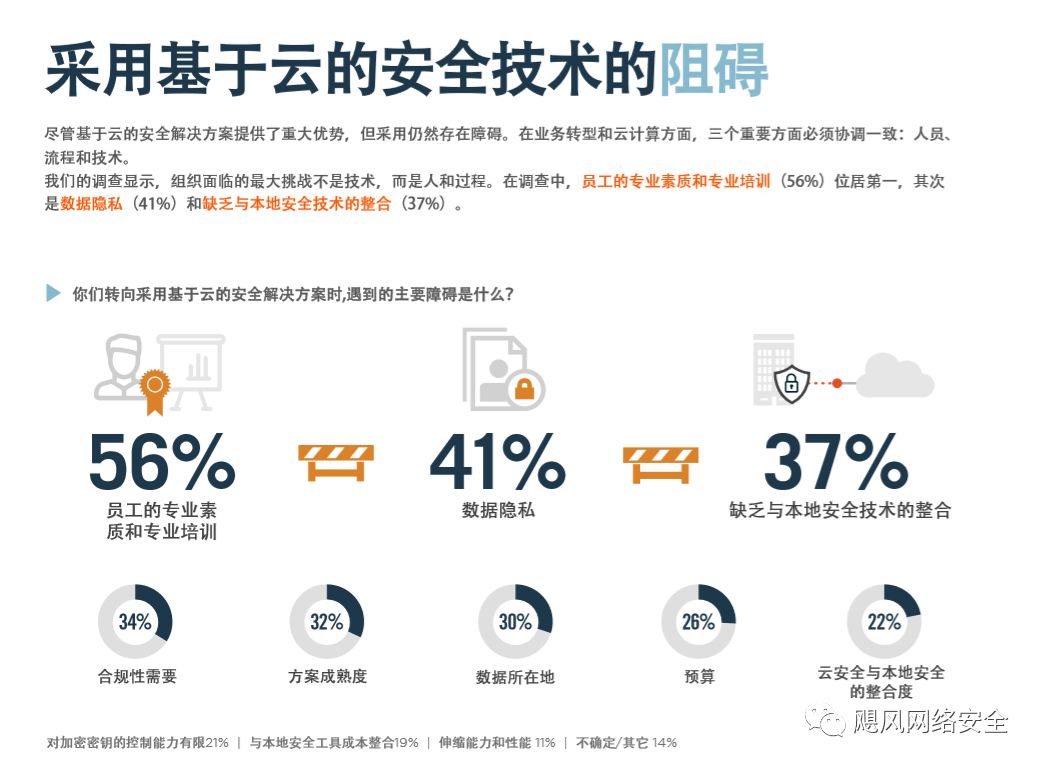 采用基于云的安全技术的阻碍
尽管基于云的安全解决方案提供了重大优势，但采用仍然存在障碍。在业务转型和云计算方面，三个重要方面必须协调一致：人员、
流程和技术。
我们的调查显示，组织面临的最大挑战不是技术，而是人和过程。在调查中，员工的专业素质和专业培训（56%）位居第一，其次
是数据隐私（41%）和缺乏与本地安全技术的整合（37%）。
你们转向采用基于云的安全解决方案时,遇到的主要障碍是什么?
56%
41%
37%
员工的专业素
质和专业培训
数据隐私
缺乏与本地安全技术的整合
34%
32%
30%
26%
22%
合规性需要
方案成熟度
数据所在地
预算
云安全与本地安全
的整合度
对加密密钥的控制能力有限21% | 与本地安全工具成本整合19% | 伸缩能力和性能 11% | 不确定/其它 14%
飓风网络安全